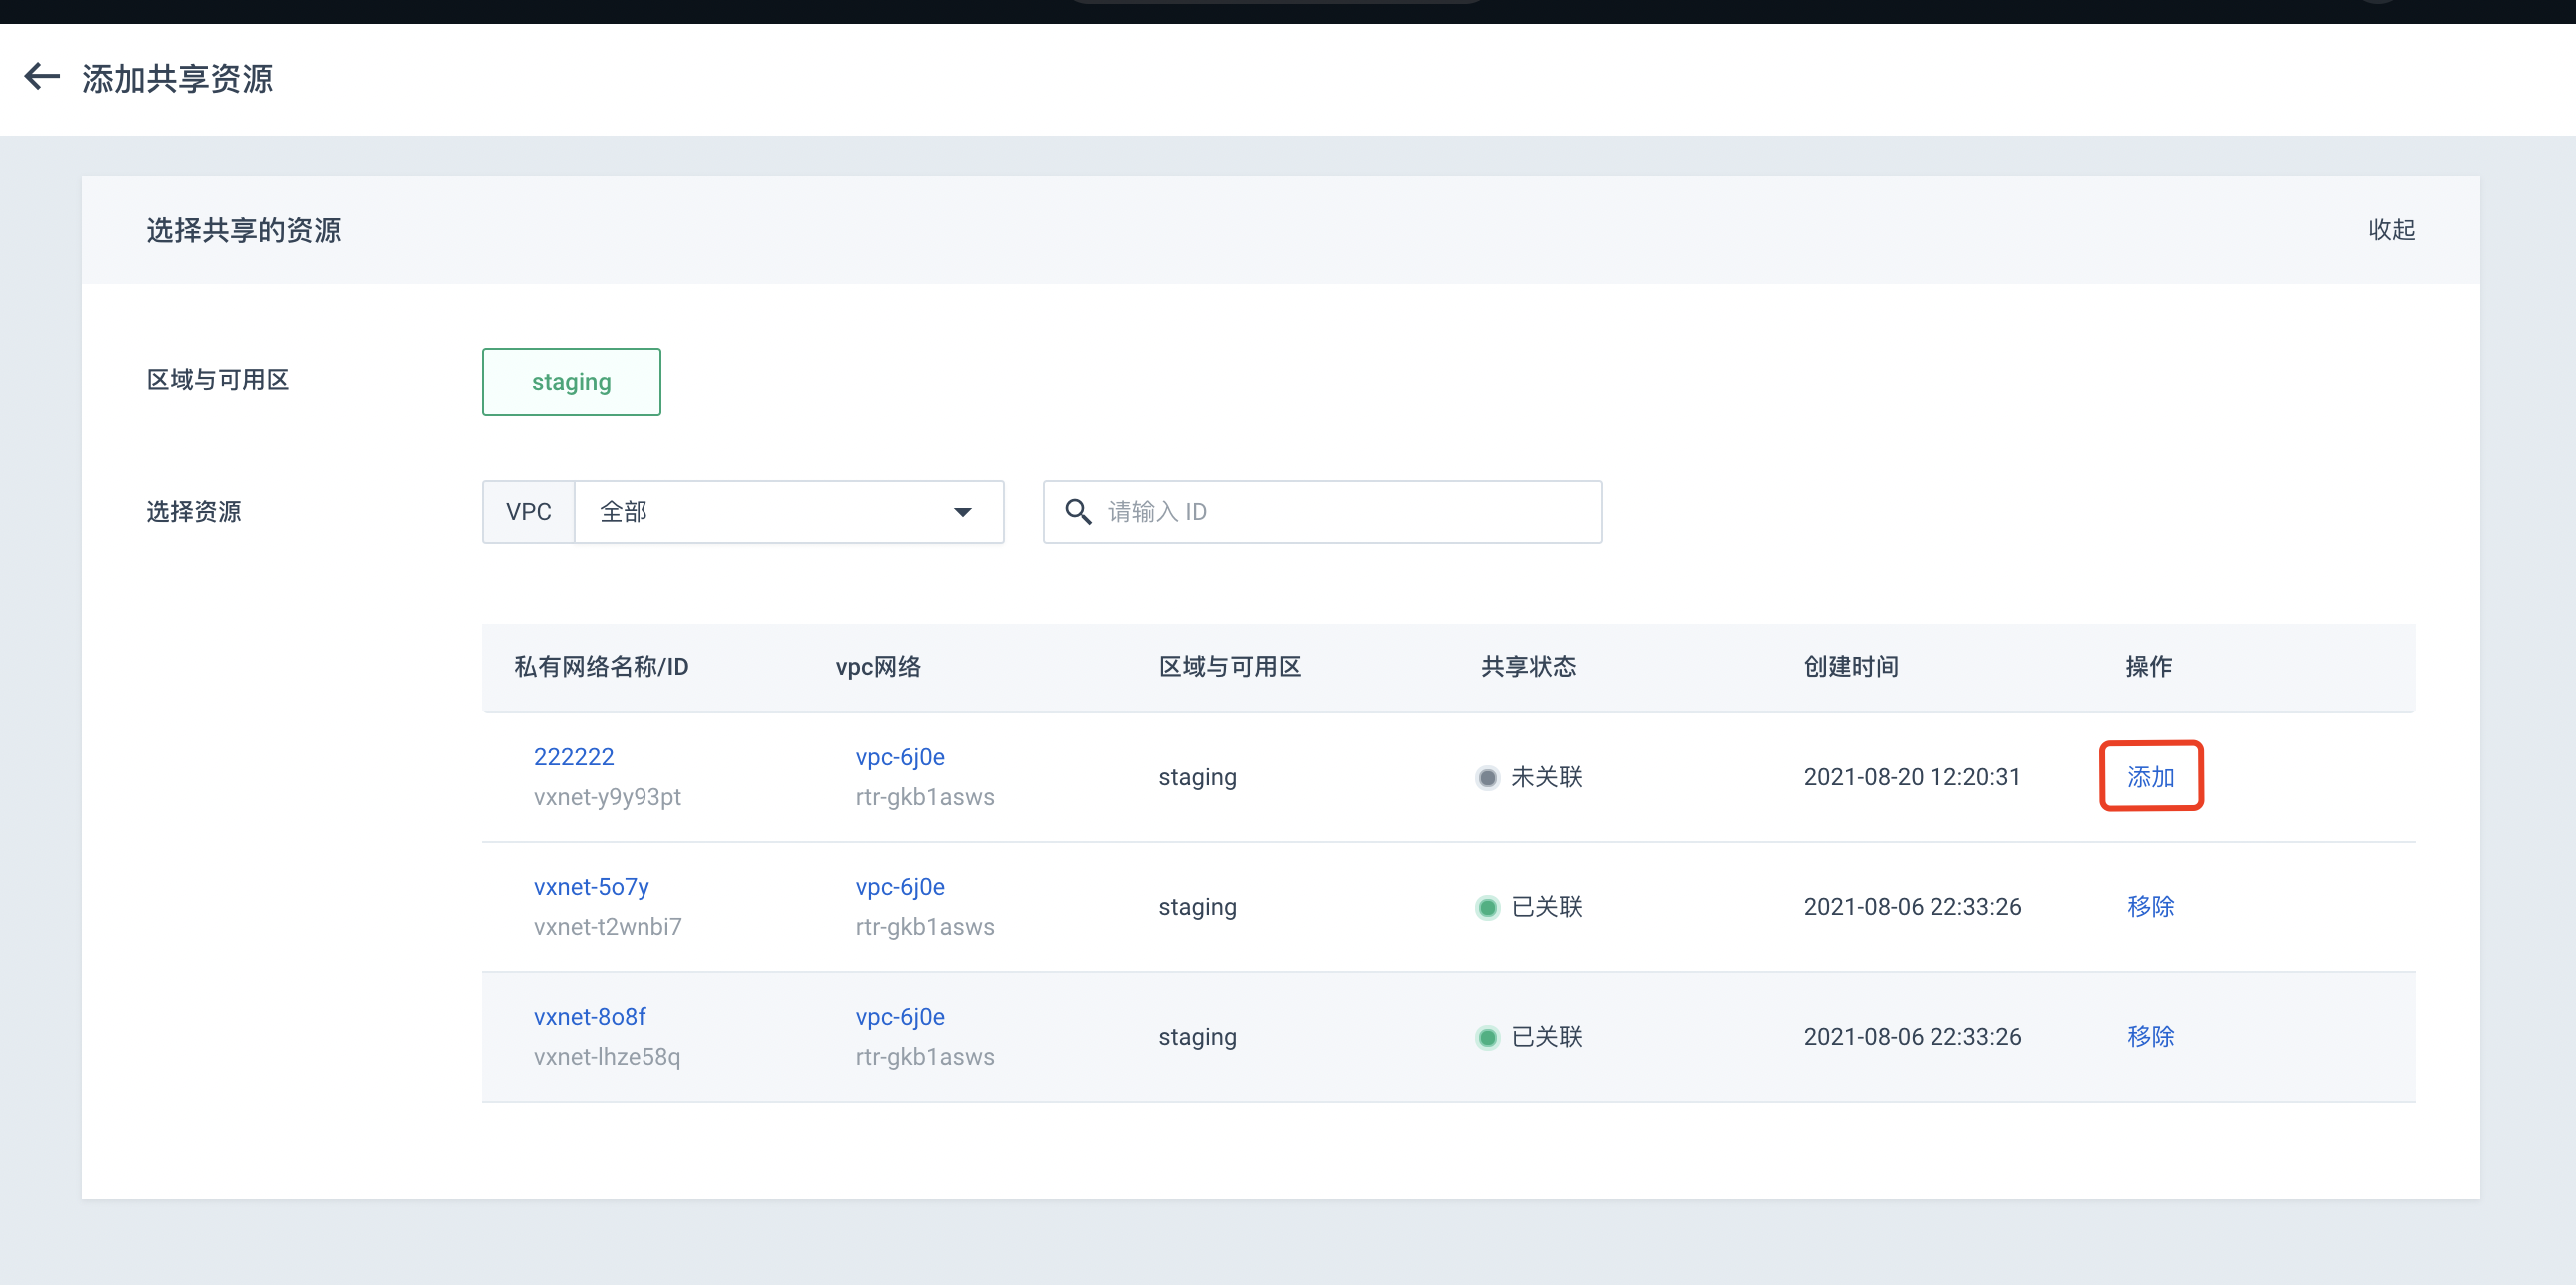 添加共享资源
选择共享的资源 收起
区域与可用区 staging
选择资源 VPC 全部 请输入 ID
私有网络名称/ID vpc网络 区域与可用区 共享状态 创建时间 操作
222222 vpc-6j0e
staging 未关联 2021-08-20 12:20:31 添加
vxnet-y9y93pt rtr-gkb1asws
vxnet-5o7y vpc-6j0e
staging 已关联 2021-08-06 22:33:26 移除
vxnet-t2wnbi7 rtr-gkb1asws
vxnet-8o8f vpc-6j0e
staging 已关联 2021-08-06 22:33:26 移除
vxnet-lhze58q rtr-gkb1asws